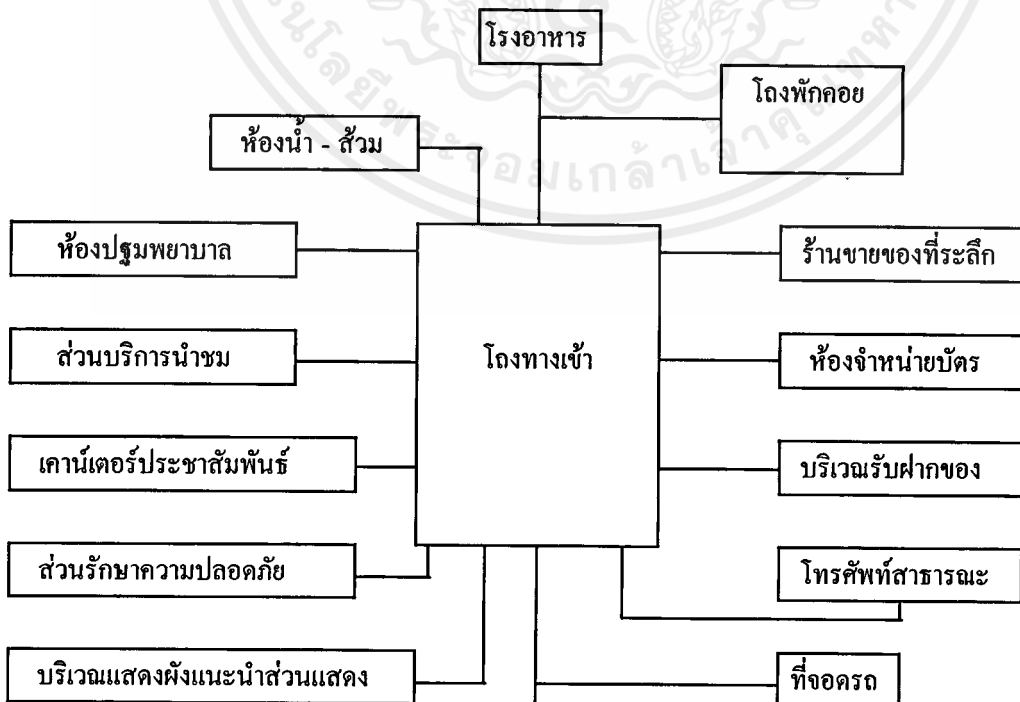 โรงอาหาร
โถงพักคอย
ห้องน้ำ - ส้วม
ห้องปฐมพยาบาล
ร้านขายของที่ระลึก
ส่วนบริการนำชม
โถงทางเข้า
ห้องจำหน่ายบัตร
เคาน์เตอร์ประชาสัมพันธ์
บริเวณรับฝากของ
ส่วนรักษาความปลอดภัย
โทรศัพท์สาธารณะ
บริเวณแสดงผังแนะนำส่วนแสดง
ที่จอดรถ